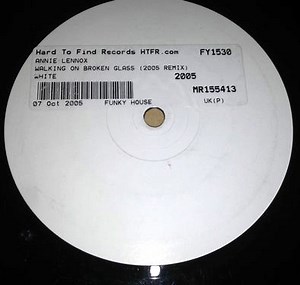 Hard To Find Records HTFR.com FY1530
ANNIE LENNOX
WALKING ON BROKEN GLASS (2005 REMIX)
WHITE 2005
MR155413
07 Oct 2005 FUNKY HOUSE UK(P)